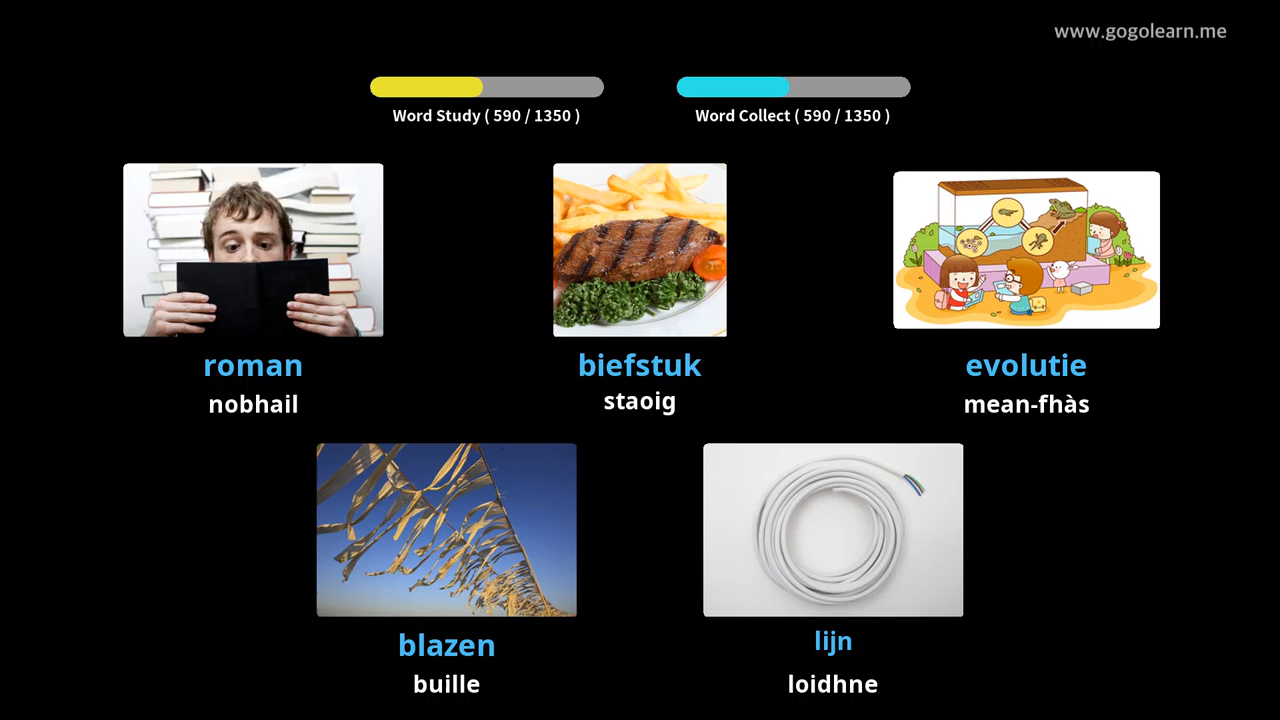 www.gogolearn.me
Word Study ( 590 / 1350 )
Word Collect ( 590 / 1350 )
roman
nobhail
biefstuk
staoig
evolutie
mean-fhàs
blazen
buille
lijn
loidhne